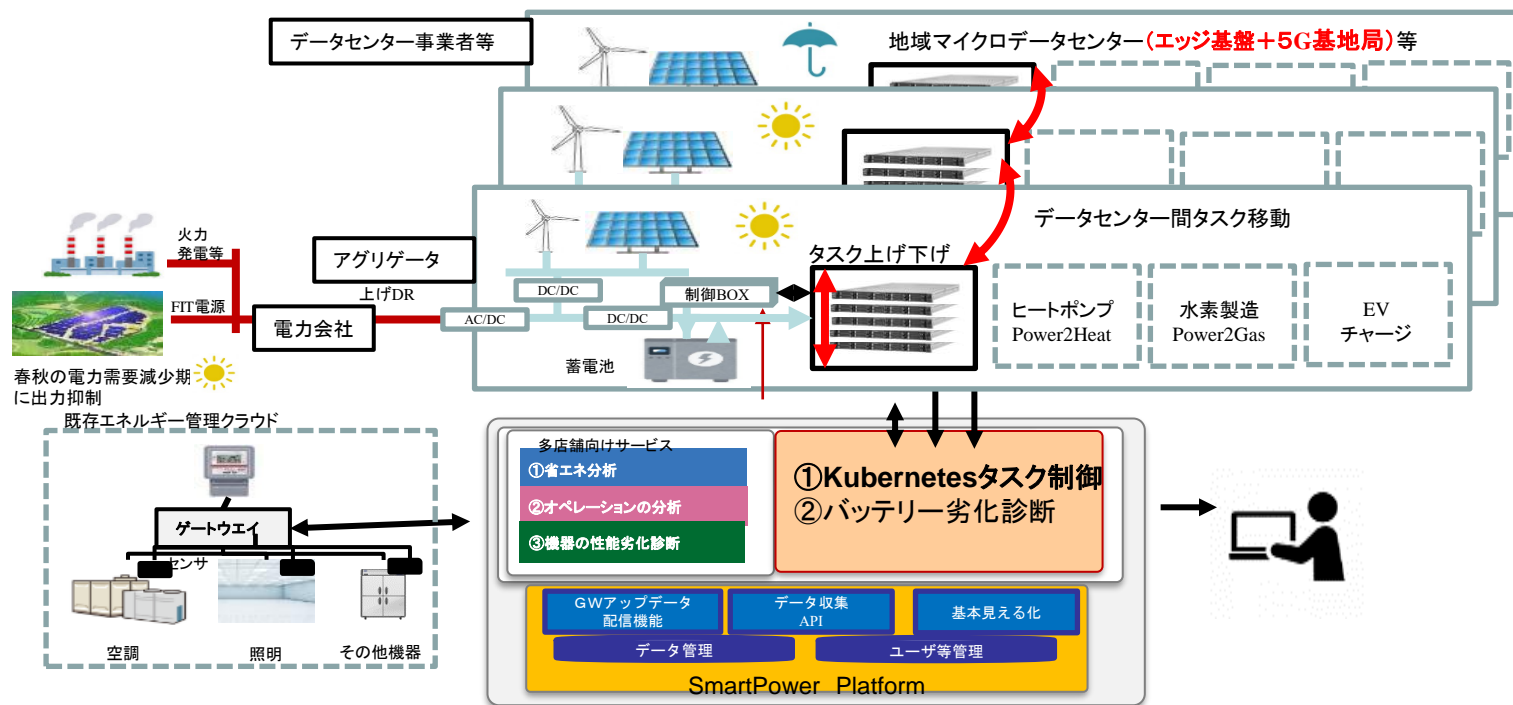 データセンター事業者等
地域マイクロデータセンター(エッジ基盤+5G基地局)等
データセンター間タスク移動
火力
発電等
アグリゲータ
タスク上げ下げ
上げDR
FIT電源
電力会社
AC/DC
DC/DC
DC/DC
制御BOX
蓄電池
ヒートポンプ
Power2Heat
水素製造
Power2Gas
EV
チャージ
春秋の電力需要減少期
に出力抑制
既存エネルギー管理クラウド
ゲートウエイ
センサ
空調
照明
その他機器
多店舗向けサービス
①省エネ分析
②オペレーションの分析
③機器の性能劣化診断
①Kubernetesタスク制御
②バッテリー劣化診断
GWアップデータ
配信機能
データ収集
API
基本見える化
データ管理
ユーザ等管理
SmartPower Platform